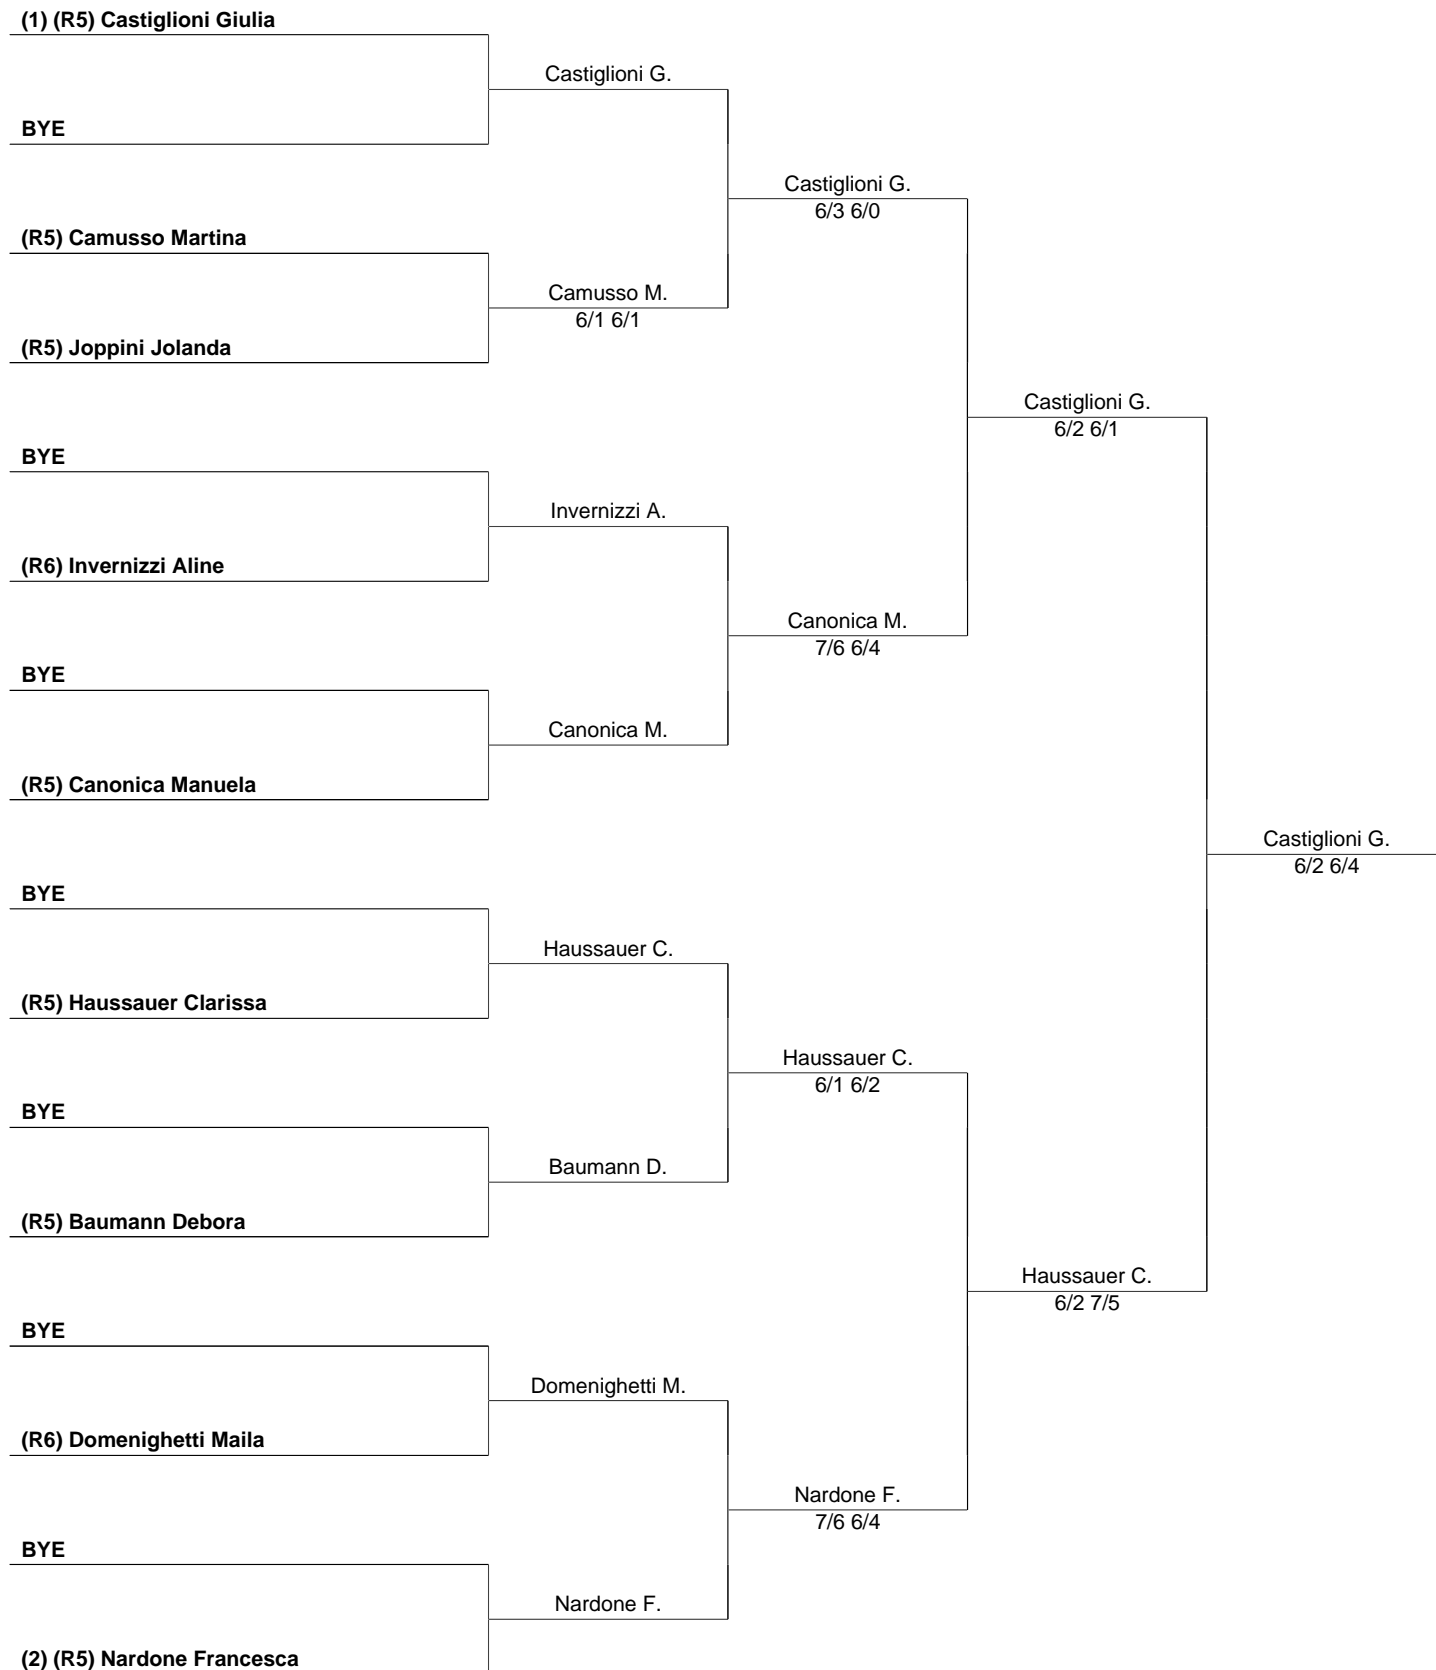 (1) (R5) Castiglioni Giulia
Castiglioni G.
BYE
Castiglioni G.
6/3 6/0
(R5) Camusso Martina
Camusso M.
6/1 6/1
(R5) Joppini Jolanda
Castiglioni G.
6/2 6/1
BYE
Invernizzi A.
(R6) Invernizzi Aline
Canonica M.
7/6 6/4
BYE
Canonica M.
(R5) Canonica Manuela
Castiglioni G.
6/2 6/4
BYE
Haussauer C.
(R5) Haussauer Clarissa
Haussauer C.
6/1 6/2
BYE
Baumann D.
(R5) Baumann Debora
Haussauer C.
6/2 7/5
BYE
Domenighetti M.
(R6) Domenighetti Maila
Nardone F.
7/6 6/4
BYE
Nardone F.
(2) (R5) Nardone Francesca